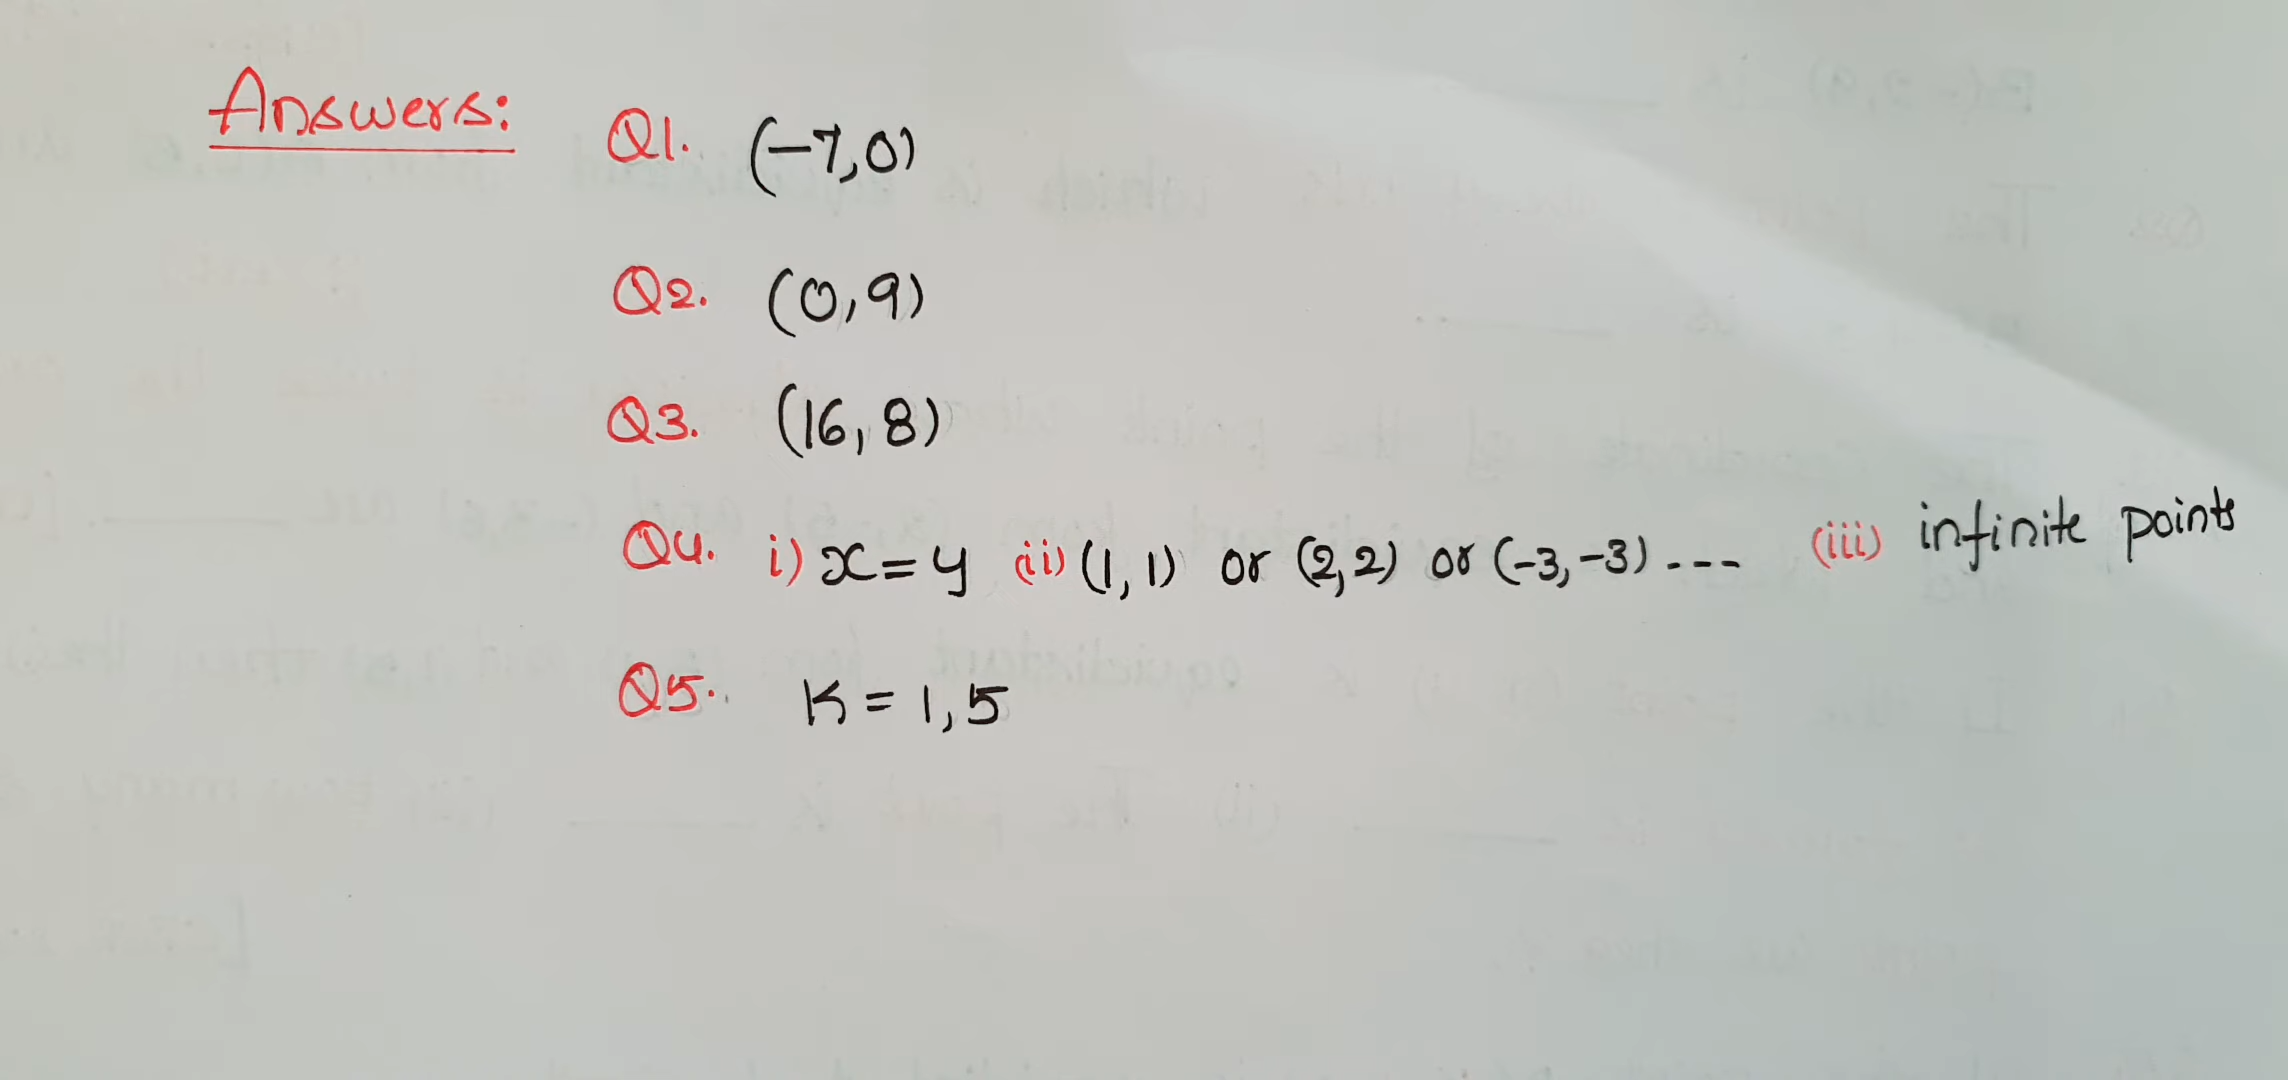 Answers:
Q1. (-7,0)
Q2. (0,9)
Q3. (16,8)
Q4. i) x=y (ii) (1,1) or (2,2) or (-3,-3) --- (iii) infinite points
Q5. K = 1,5